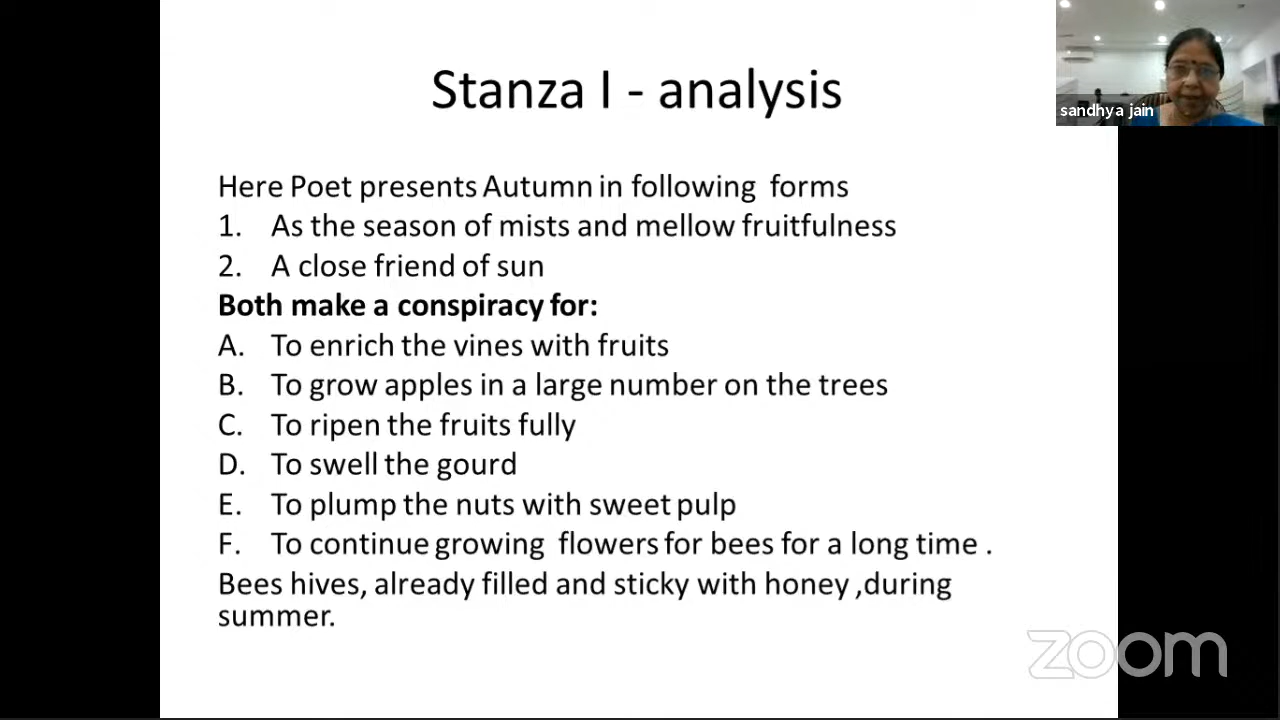 Stanza I - analysis
sandhya jain
Here Poet presents Autumn in following forms
1. As the season of mists and mellow fruitfulness
2. A close friend of sun
Both make a conspiracy for:
A. To enrich the vines with fruits
B. To grow apples in a large number on the trees
C. To ripen the fruits fully
D. To swell the gourd
E. To plump the nuts with sweet pulp
F. To continue growing flowers for bees for a long time .
Bees hives, already filled and sticky with honey ,during
summer.
zoom